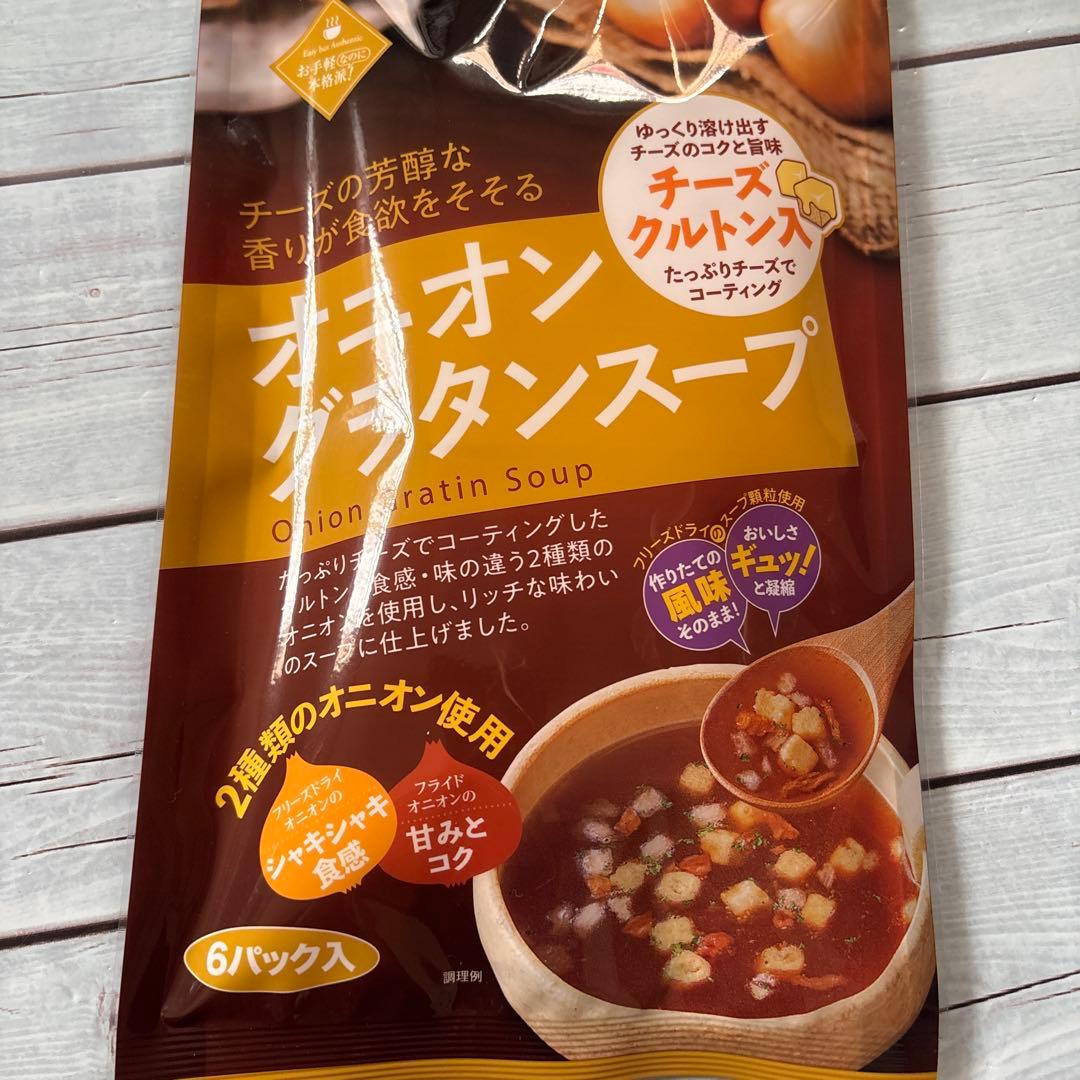 Easy but Authentic
お手軽なのに
本格派!
チーズの芳醇な
香りが食欲をそそる
ゆっくり溶け出す
チーズのコクと旨味
チーズ
クルトン入
たっぷりチーズで
コーティング
オニオン
グラタンスープ
Onion Gratin Soup
たっぷりチーズでコーティングした
クルトンと食感・味の違う2種類の
オニオンを使用し、リッチな味わい
のスープに仕上げました。
フリーズドライのスープ顆粒使用
作りたての
風味
そのまま!
おいしさ
ギュッ!
と凝縮
2種類のオニオン使用
フリーズドライ
オニオンの
シャキシャキ
食感
フライド
オニオンの
甘みと
コク
6パック入
調理例